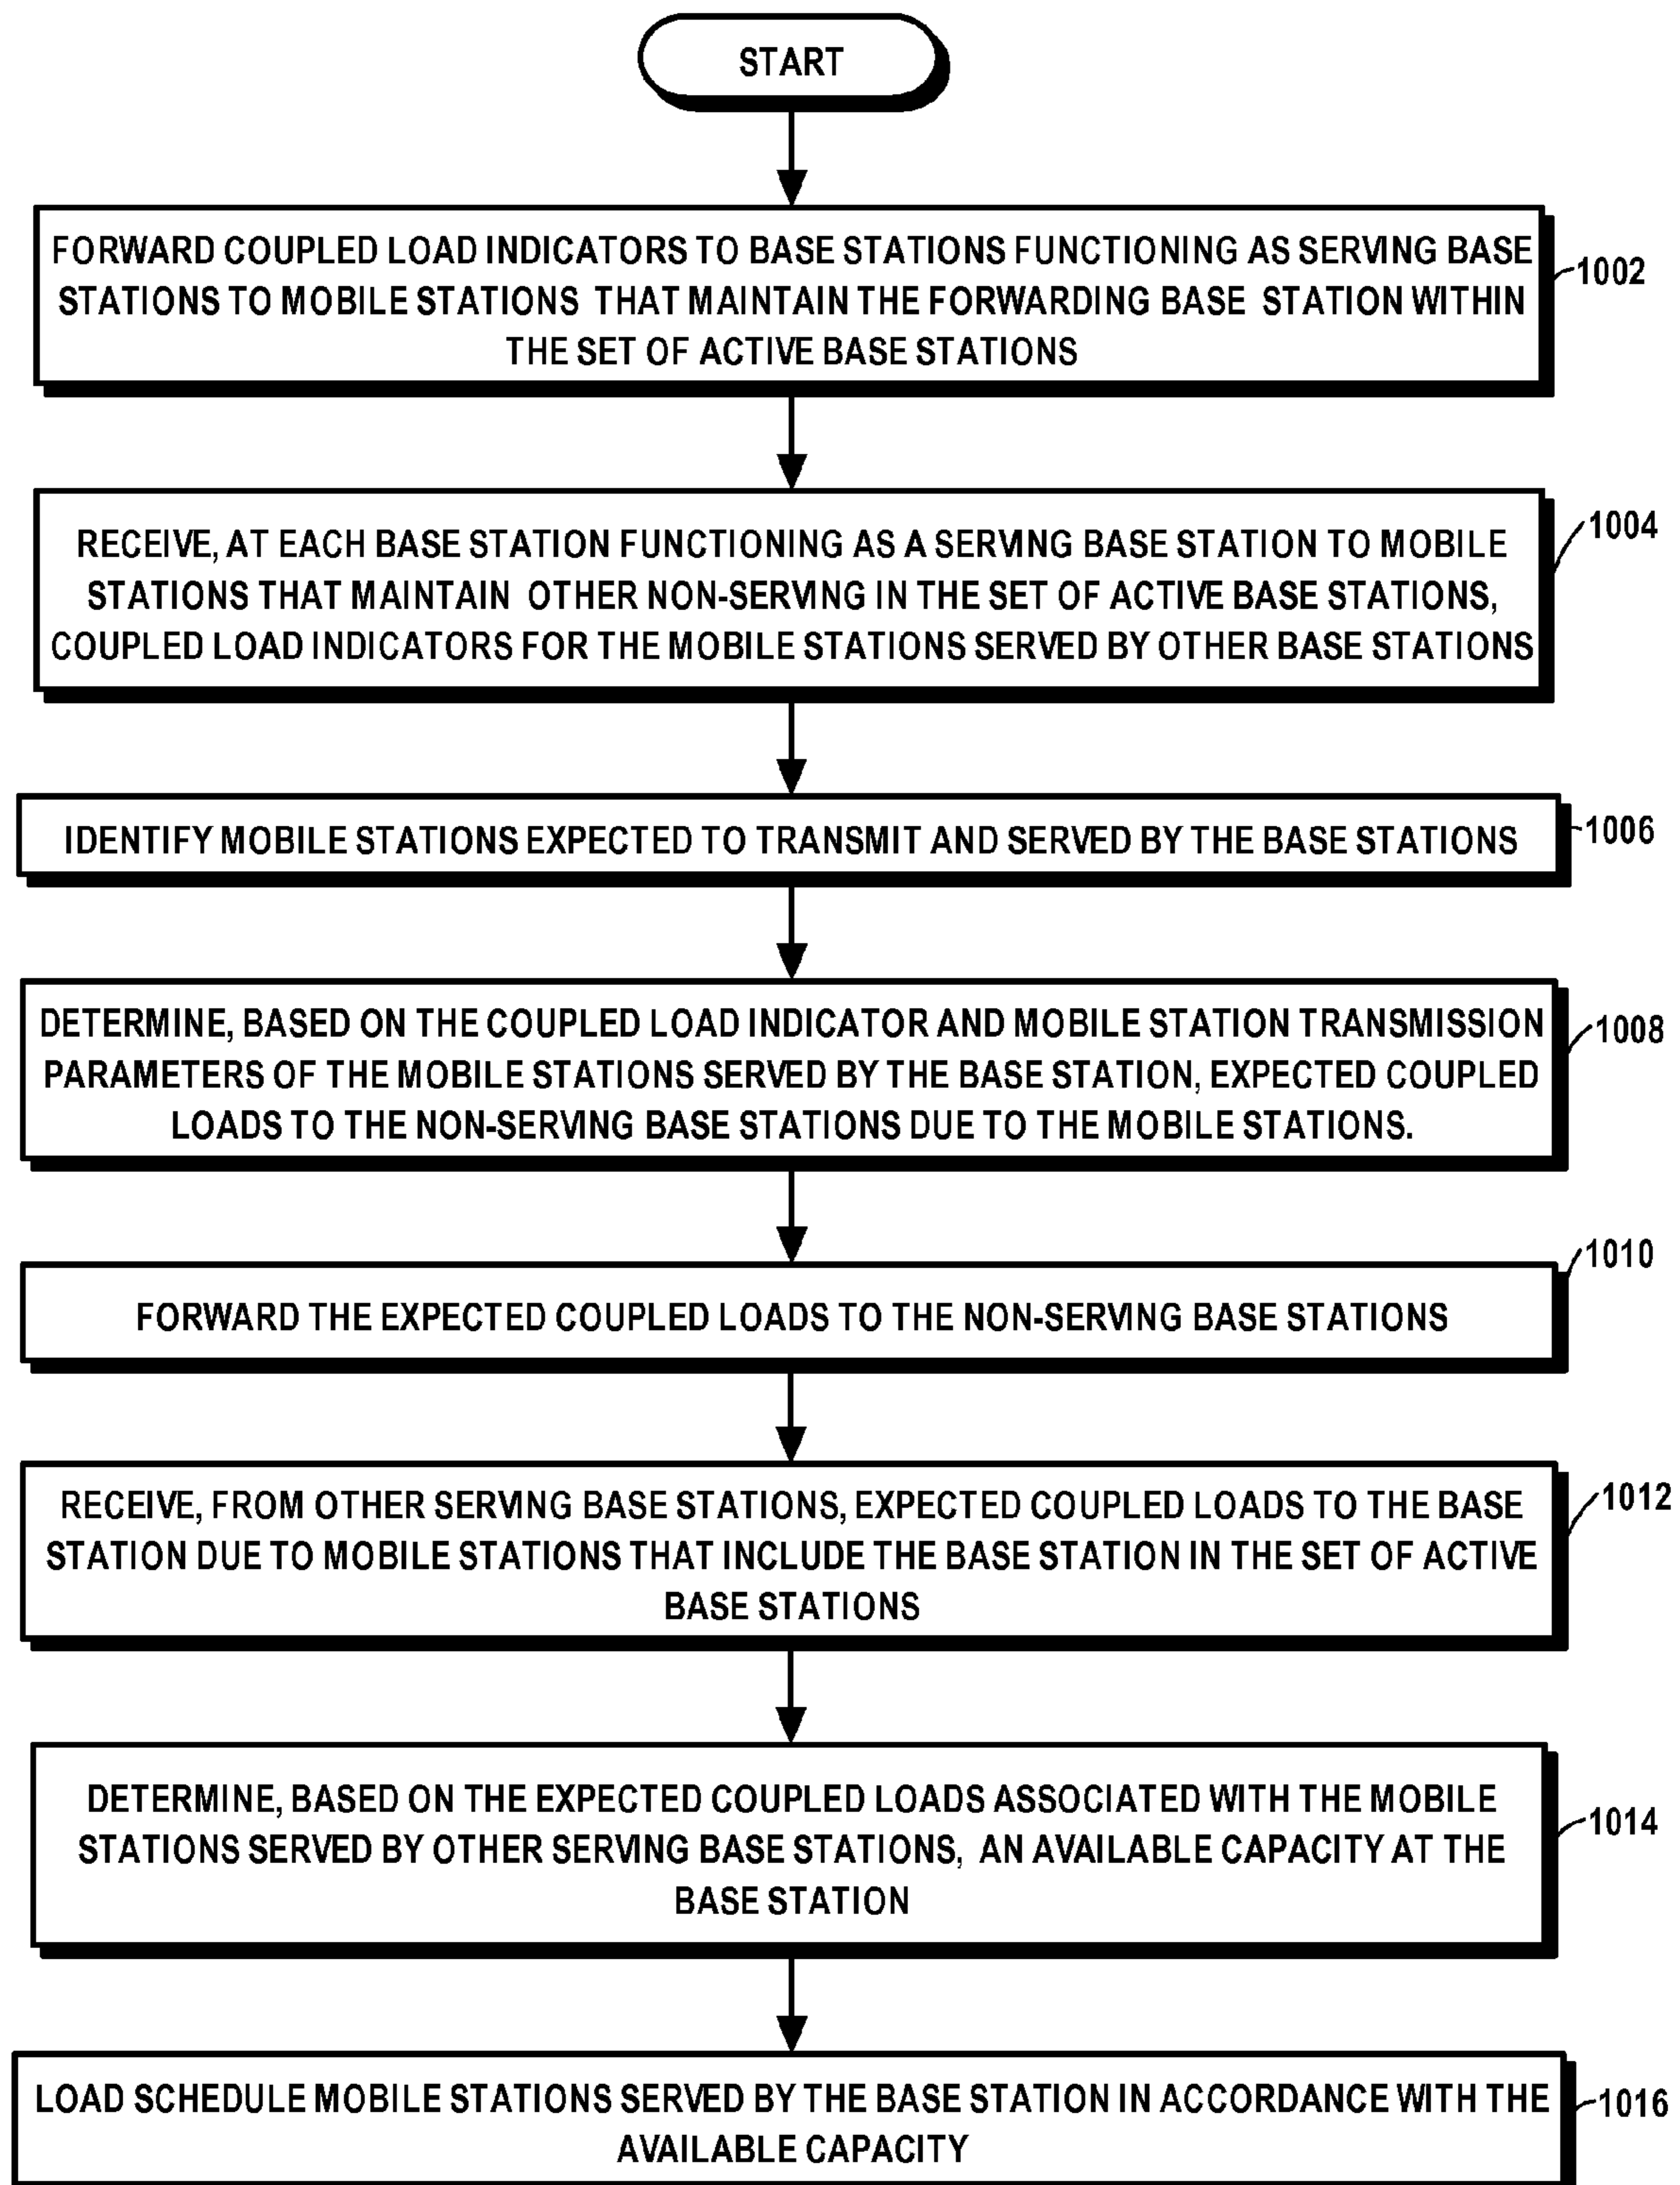 START
FORWARD COUPLED LOAD INDICATORS TO BASE STATIONS FUNCTIONING AS SERVING BASE
STATIONS TO MOBILE STATIONS THAT MAINTAIN THE FORWARDING BASE STATION WITHIN
THE SET OF ACTIVE BASE STATIONS
1002
RECEIVE, AT EACH BASE STATION FUNCTIONING AS A SERVING BASE STATION TO MOBILE
STATIONS THAT MAINTAIN OTHER NON-SERVING IN THE SET OF ACTIVE BASE STATIONS,
COUPLED LOAD INDICATORS FOR THE MOBILE STATIONS SERVED BY OTHER BASE STATIONS
1004
IDENTIFY MOBILE STATIONS EXPECTED TO TRANSMIT AND SERVED BY THE BASE STATIONS
1006
DETERMINE, BASED ON THE COUPLED LOAD INDICATOR AND MOBILE STATION TRANSMISSION
PARAMETERS OF THE MOBILE STATIONS SERVED BY THE BASE STATION, EXPECTED COUPLED
LOADS TO THE NON-SERVING BASE STATIONS DUE TO THE MOBILE STATIONS.
1008
FORWARD THE EXPECTED COUPLED LOADS TO THE NON-SERVING BASE STATIONS
1010
RECEIVE, FROM OTHER SERVING BASE STATIONS, EXPECTED COUPLED LOADS TO THE BASE
STATION DUE TO MOBILE STATIONS THAT INCLUDE THE BASE STATION IN THE SET OF ACTIVE
BASE STATIONS
1012
DETERMINE, BASED ON THE EXPECTED COUPLED LOADS ASSOCIATED WITH THE MOBILE
STATIONS SERVED BY OTHER SERVING BASE STATIONS, AN AVAILABLE CAPACITY AT THE
BASE STATION
1014
LOAD SCHEDULE MOBILE STATIONS SERVED BY THE BASE STATION IN ACCORDANCE WITH THE
AVAILABLE CAPACITY
1016